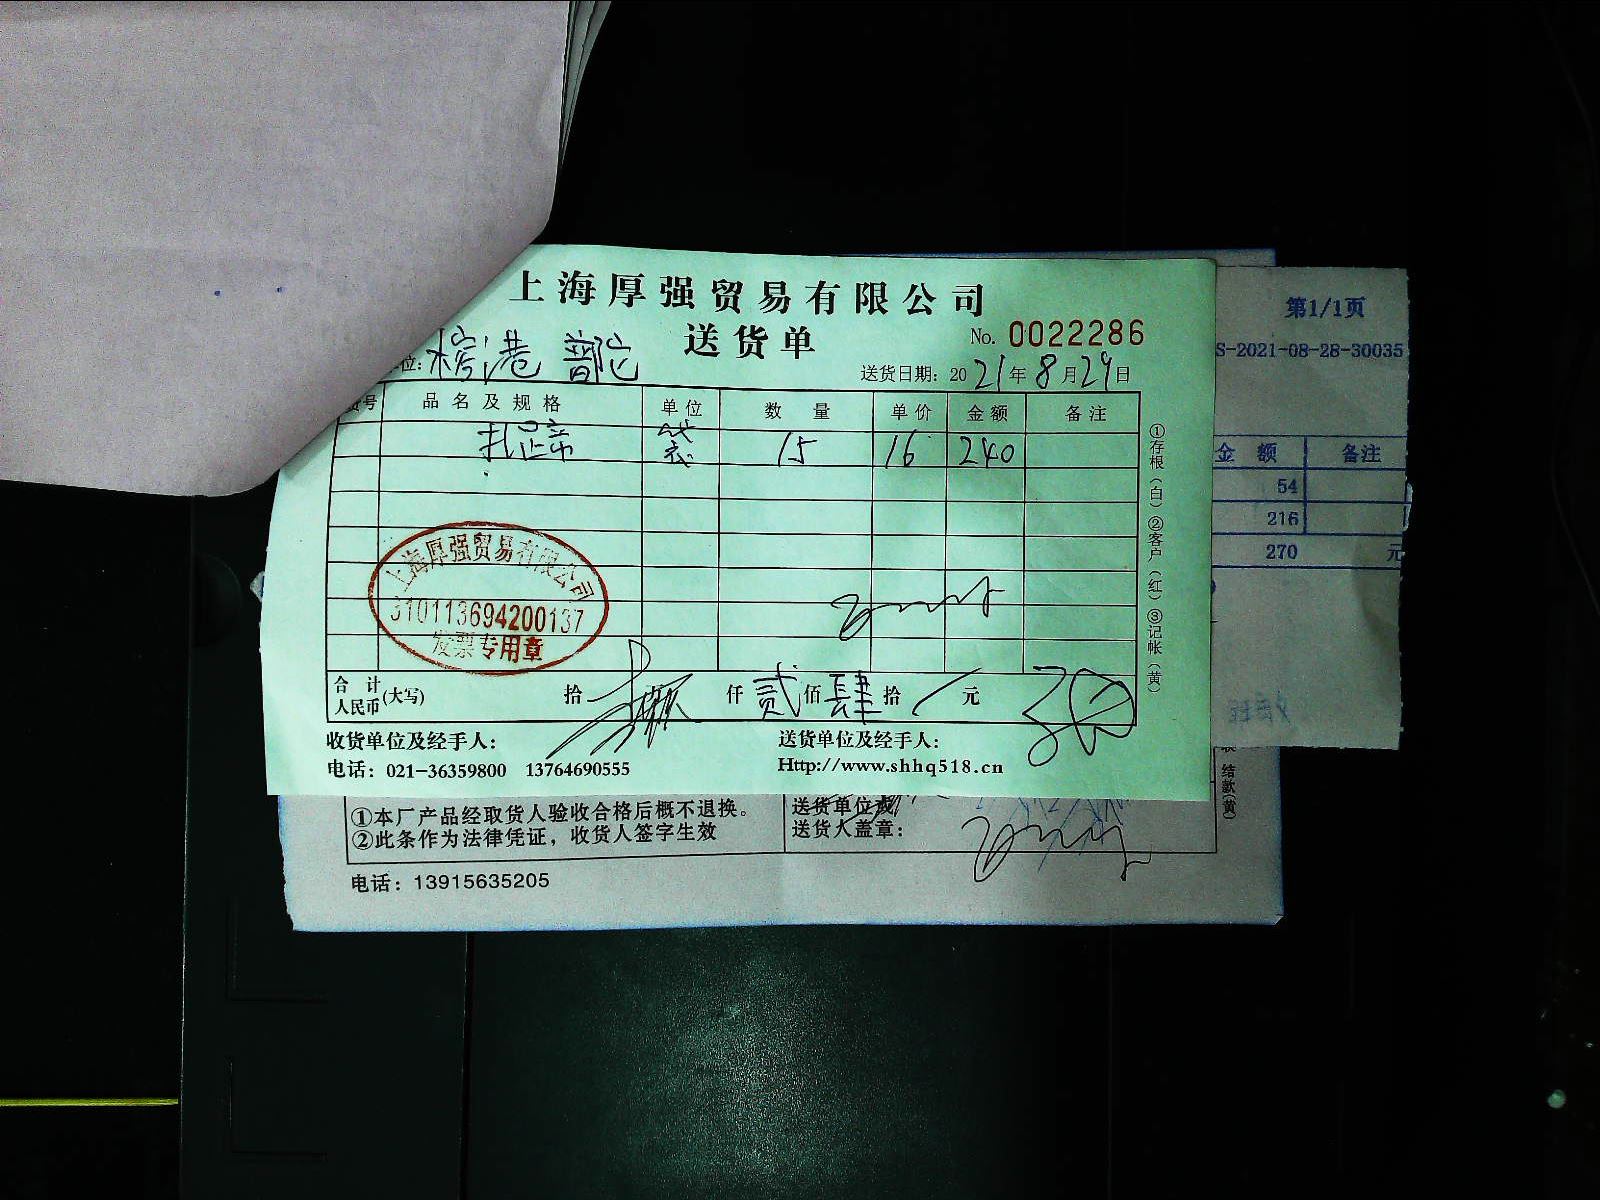 上海厚强贸易有限公司
送货单
No. 0022286
位:
送货日期: 2021年8月29日
号 品名及规格 单位 数量 单价 金额 备注
袋 15 16 240
①存根(白)②客户(红)③记帐(黄)
上海厚强贸易有限公司
310113694200137
发票专用章
合计人民币(大写) 拾 仟贰佰肆拾 元
收货单位及经手人:
送货单位及经手人:
电话: 021-36359800 13764690555
Http://www.shhq518.cn
第1/1页
S-2021-08-28-30035
金额 备注
54
216
270 元
结款(黄)
①本厂产品经取货人验收合格后概不退换。
②此条作为法律凭证，收货人签字生效
送货单位或
送货人盖章:
电话: 13915635205